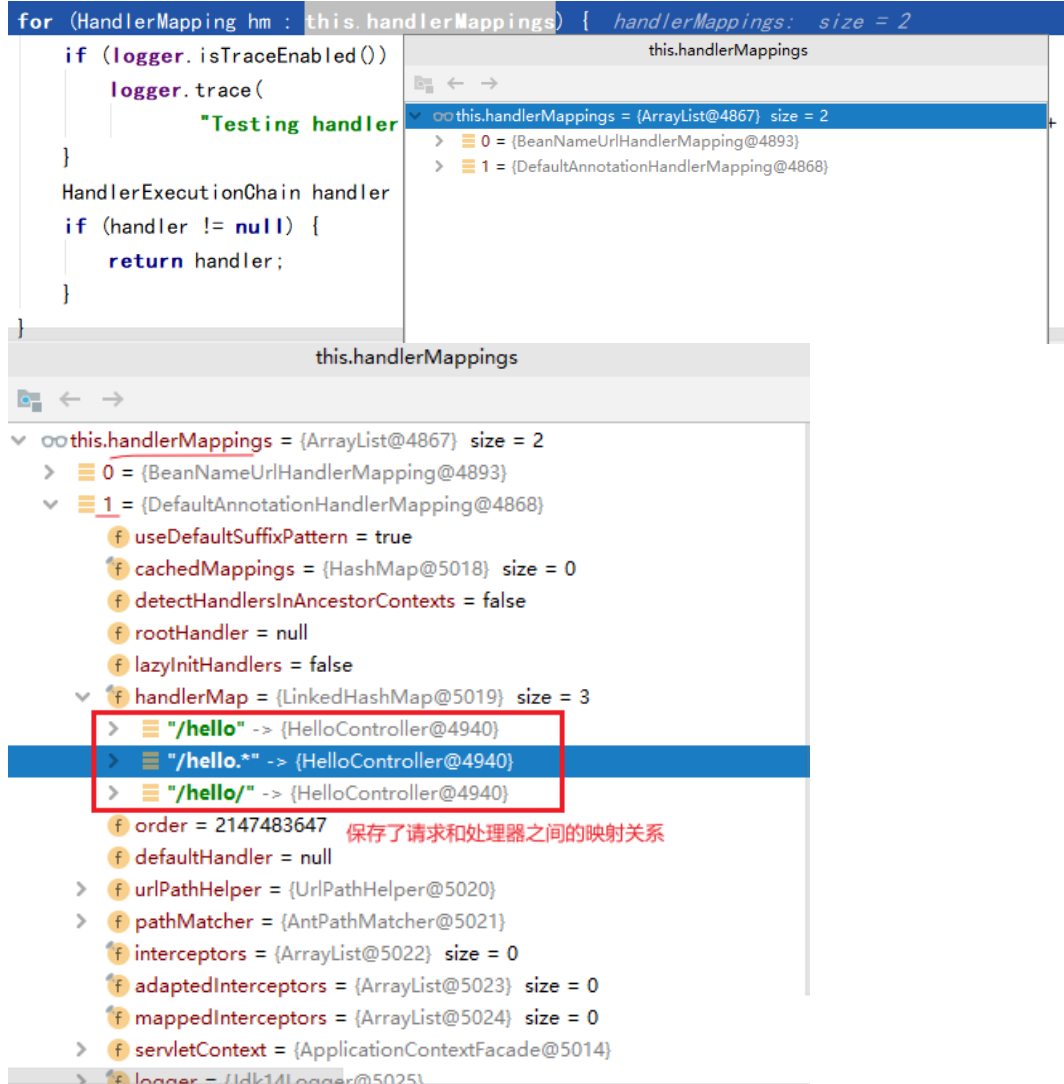 for (HandlerMapping hm : this.handlerMappings) { handlerMappings: size = 2
if (logger.isTraceEnabled())
this.handlerMappings
logger.trace(
"Testing handler
+
this.handlerMappings = {ArrayList@4867} size = 2
0 = {BeanNameUrlHandlerMapping@4893}
}
1 = {DefaultAnnotationHandlerMapping@4868}
HandlerExecutionChain handler
if (handler != null) {
return handler;
}
}
this.handlerMappings
this.handlerMappings = {ArrayList@4867} size = 2
0 = {BeanNameUrlHandlerMapping@4893}
1 = {DefaultAnnotationHandlerMapping@4868}
f useDefaultSuffixPattern = true
f cachedMappings = {HashMap@5018} size = 0
f detectHandlersInAncestorContexts = false
f rootHandler = null
f lazyInitHandlers = false
f handlerMap = {LinkedHashMap@5019} size = 3
"/hello" -> {HelloController@4940}
"/hello.*" -> {HelloController@4940}
"/hello/" -> {HelloController@4940}
f order = 2147483647 保存了请求和处理器之间的映射关系
f defaultHandler = null
f urlPathHelper = {UrlPathHelper@5020}
f pathMatcher = {AntPathMatcher@5021}
f interceptors = {ArrayList@5022} size = 0
f adaptedInterceptors = {ArrayList@5023} size = 0
f mappedInterceptors = {ArrayList@5024} size = 0
f servletContext = {ApplicationContextFacade@5014}
f logger = {Jdk14Logger@5025}